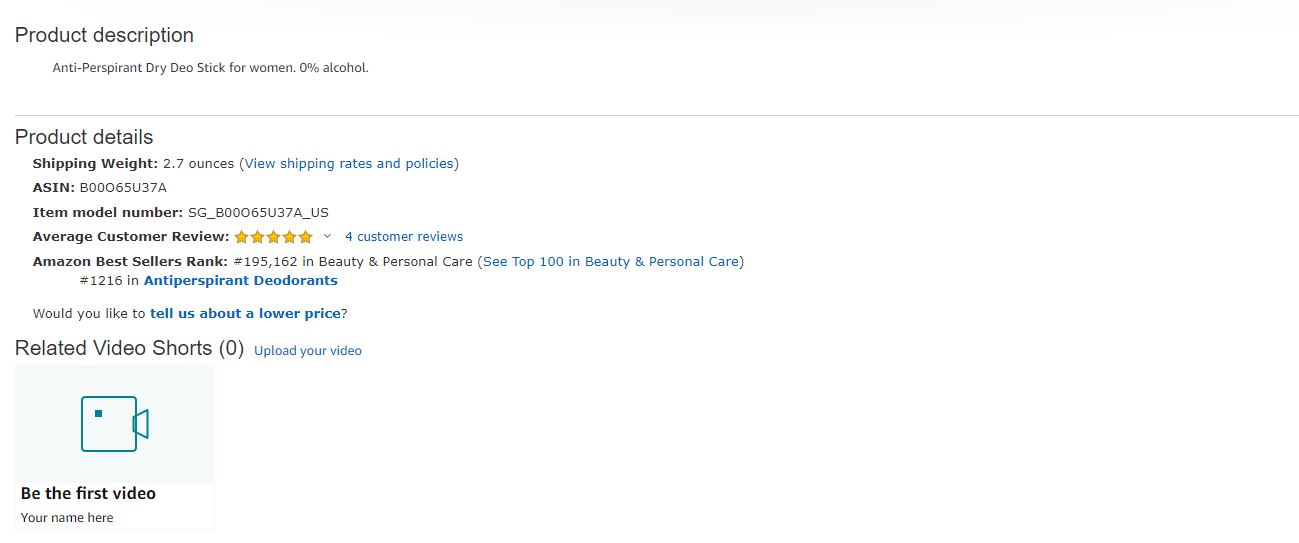 Product description
Anti-Perspirant Dry Deo Stick for women. 0% alcohol.
Product details
Shipping Weight: 2.7 ounces (View shipping rates and policies)
ASIN: B00O65U37A
Item model number: SG_B00O65U37A_US
Average Customer Review: 4 customer reviews
Amazon Best Sellers Rank: #195,162 in Beauty & Personal Care (See Top 100 in Beauty & Personal Care)
#1216 in Antiperspirant Deodorants
Would you like to tell us about a lower price?
Related Video Shorts (0) Upload your video
Be the first video
Your name here